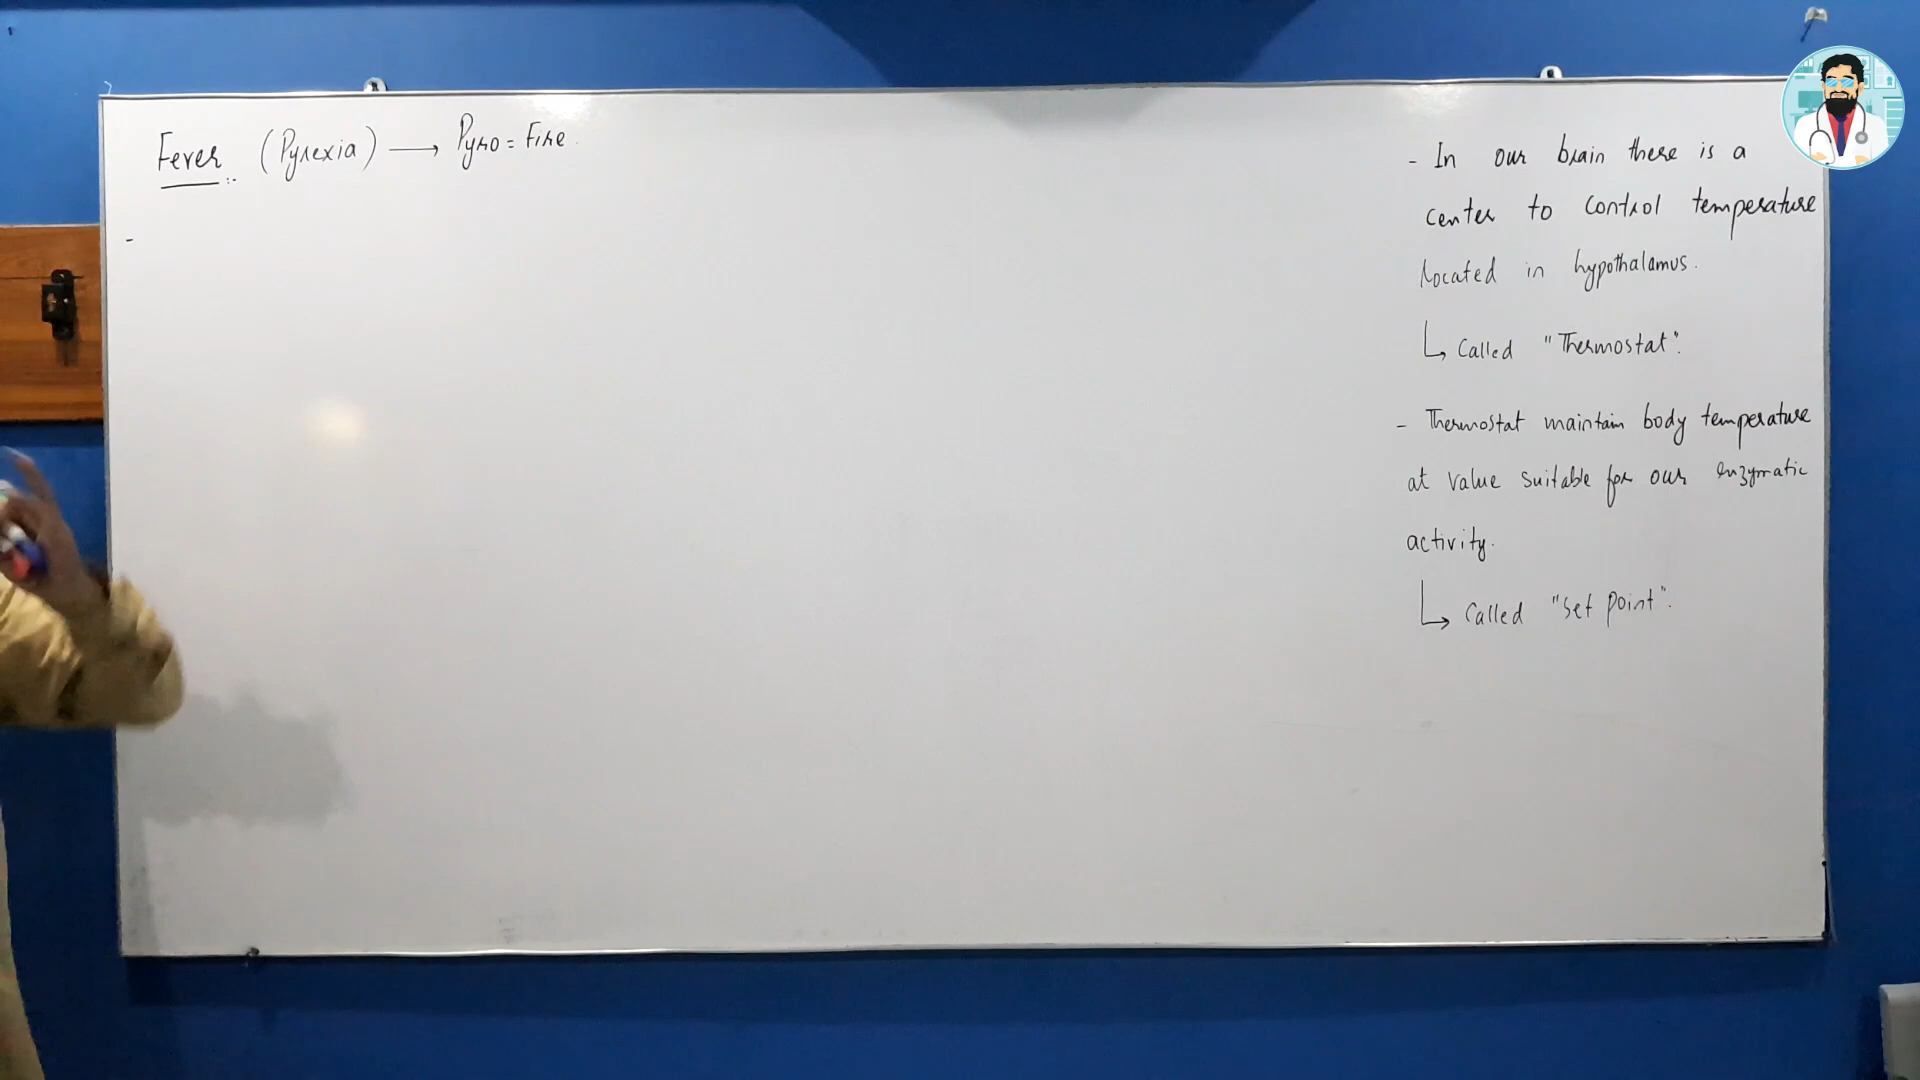 Fever :- (Pyrexia) → Pyro = Fire
-
- In our brain there is a
center to control temperature
located in hypothalamus.
↳ Called "Thermostat".
- Thermostat maintain body temperature
at value suitable for our enzymatic
activity.
↳ Called "Set point".